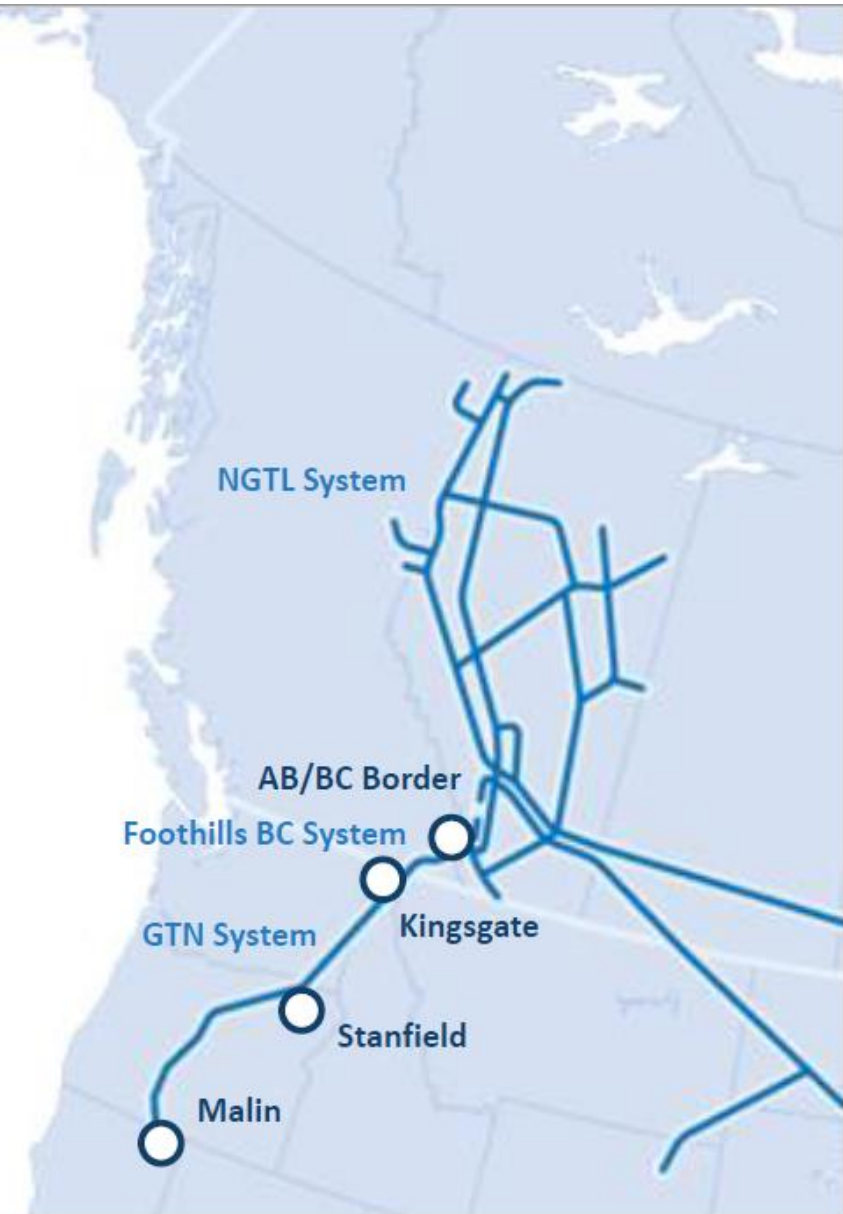 NGTL System
AB/BC Border
Foothills BC System
Kingsgate
GTN System
Stanfield
Malin